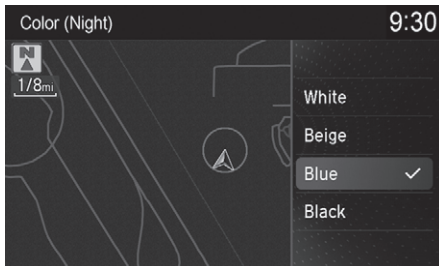 Color (Night) 9:30
N
1/8mi
White
Beige
Blue
Black